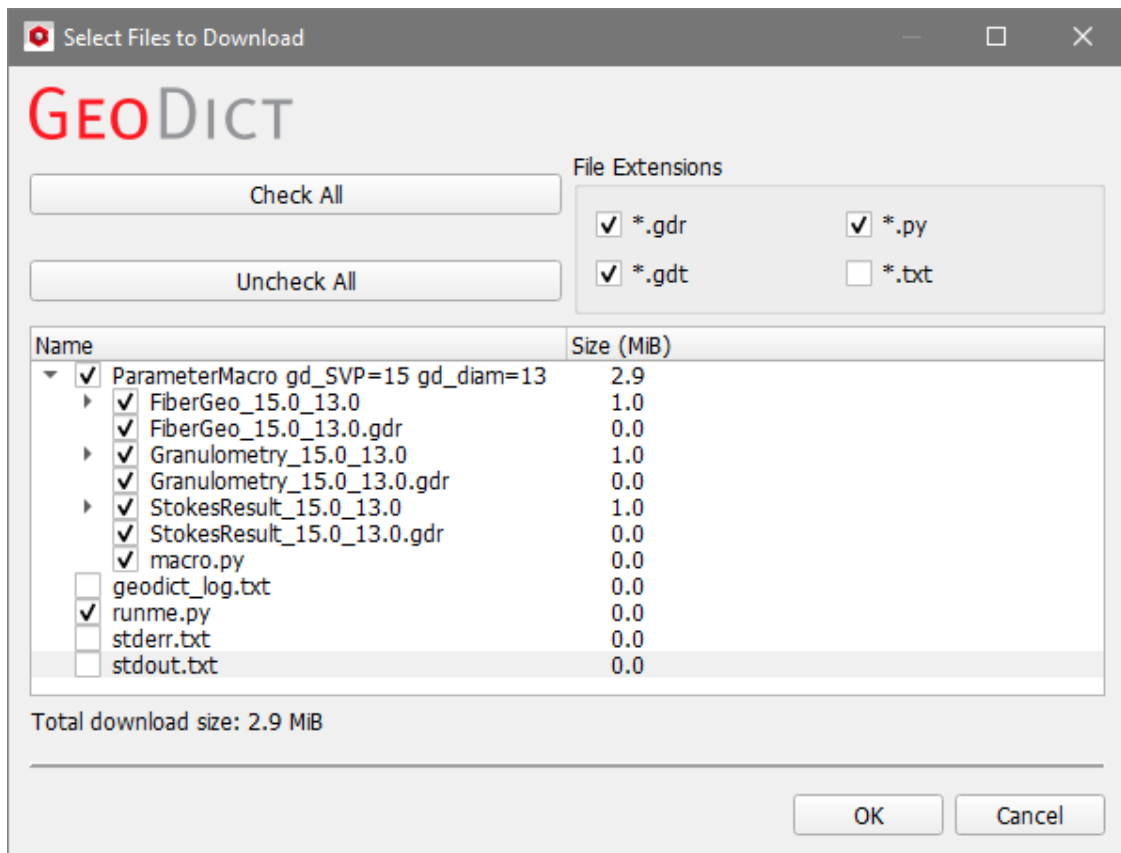 Select Files to Download
GEODICT
Check All
Uncheck All
File Extensions
*.gdr *.py
*.gdt *.txt
Name Size (MiB)
ParameterMacro gd_SVP=15 gd_diam=13 2.9
FiberGeo_15.0_13.0 1.0
FiberGeo_15.0_13.0.gdr 0.0
Granulometry_15.0_13.0 1.0
Granulometry_15.0_13.0.gdr 0.0
StokesResult_15.0_13.0 1.0
StokesResult_15.0_13.0.gdr 0.0
macro.py 0.0
geodict_log.txt 0.0
runme.py 0.0
stderr.txt 0.0
stdout.txt 0.0
Total download size: 2.9 MiB
OK Cancel